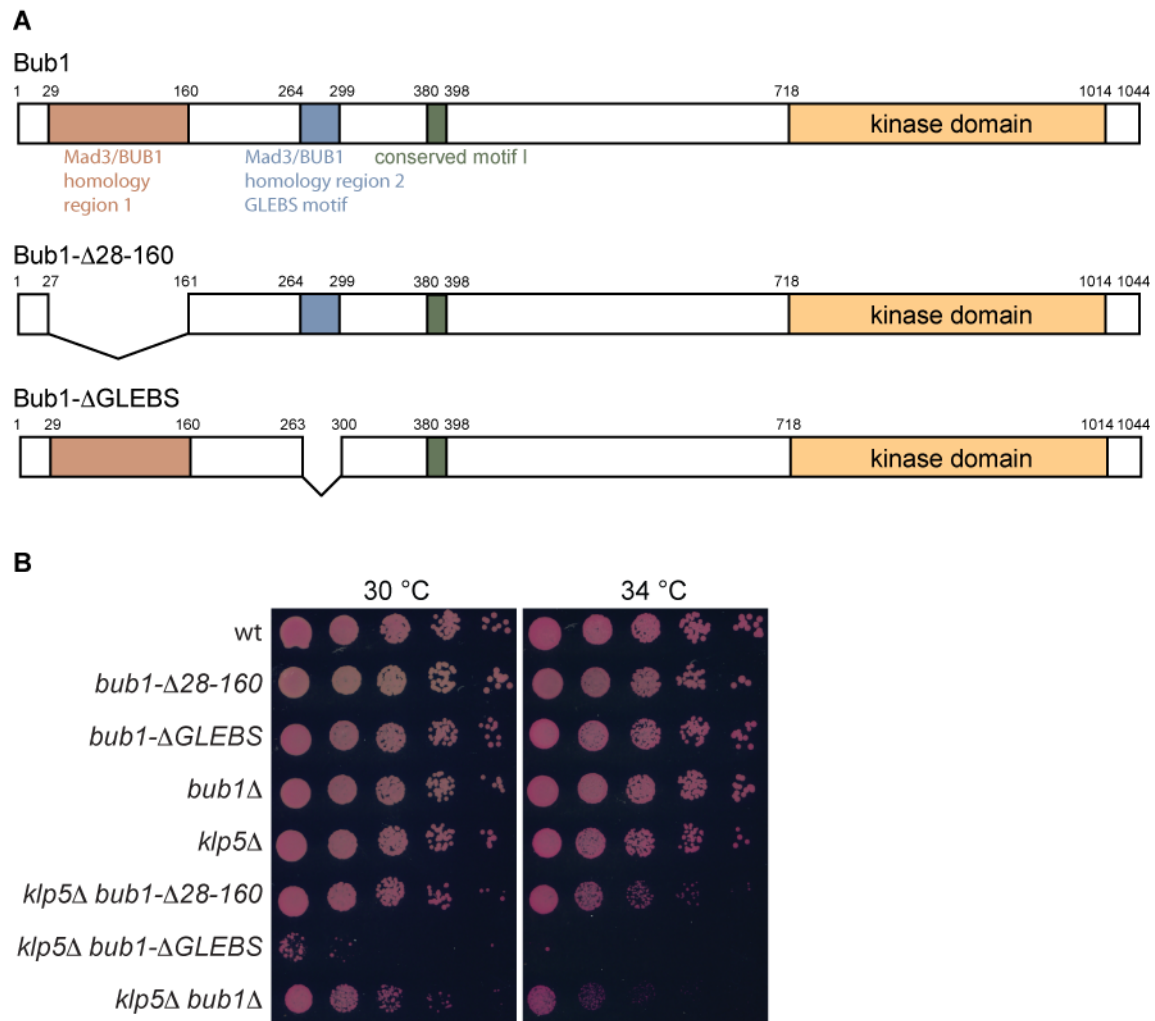 A
Bub1
1 29 160 264 299 380 398 718 1014 1044
kinase domain
Mad3/BUB1
homology
region 1
Mad3/BUB1
homology region 2
GLEBS motif
conserved motif I
Bub1-Δ28-160
1 27 161 264 299 380 398 718 1014 1044
kinase domain
Bub1-ΔGLEBS
1 29 160 263 300 380 398 718 1014 1044
kinase domain
B
30 °C 34 °C
wt
bub1-Δ28-160
bub1-ΔGLEBS
bub1Δ
klp5Δ
klp5Δ bub1-Δ28-160
klp5Δ bub1-ΔGLEBS
klp5Δ bub1Δ